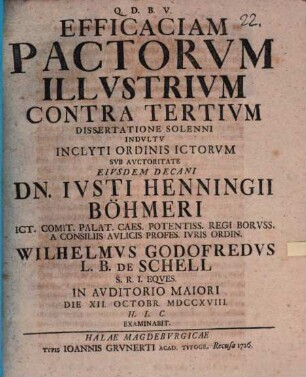 Q. D. B. V.
22.
EFFICACIAM
PACTORVM
ILLVSTRIVM
CONTRA TERTIVM
DISSERTATIONE SOLENNI
INDVLTV
INCLYTI ORDINIS ICTORVM
SVB AVCTORITATE
EIVSDEM DECANI
DN. IVSTI HENNINGII
BÖHMERI
ICT. COMIT. PALAT. CAES. POTENTISS. REGI BORVSS.
A CONSILIIS AVLICIS PROFES. IVRIS ORDIN.
WILHELMVS GODOFREDVS
L. B. DE SCHELL
S. R. I. EQVES.
IN AVDITORIO MAIORI
DIE XII. OCTOBR. MDCCXVIII.
H. L. C.
EXAMINABIT.
HALAE MAGDEBVRGICAE
TYPIS IOANNIS GRVNERTI ACAD. TYPOGR. Recusa 1726.